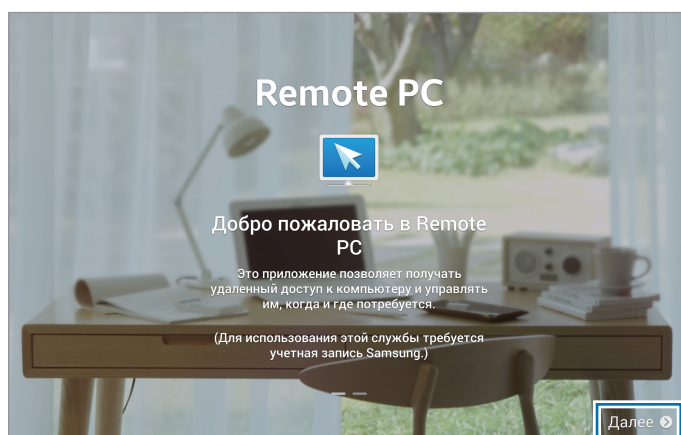 Remote PC
Добро пожаловать в Remote
PC
Это приложение позволяет получать
удаленный доступ к компьютеру и управлять
им, когда и где потребуется.
(Для использования этой службы требуется
учетная запись Samsung.)
Далее